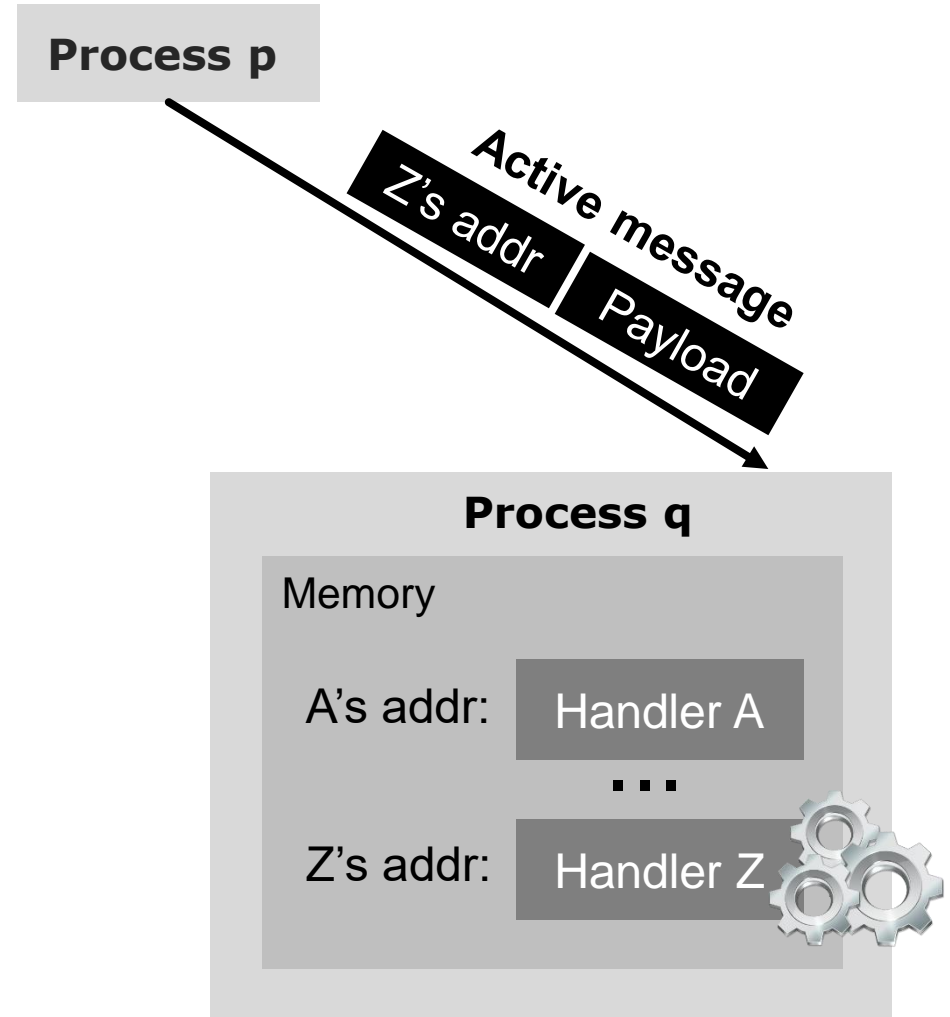 Process p
Active message
Z's addr
Payload
Process q
Memory
A's addr:
Handler A
...
Z's addr:
Handler Z